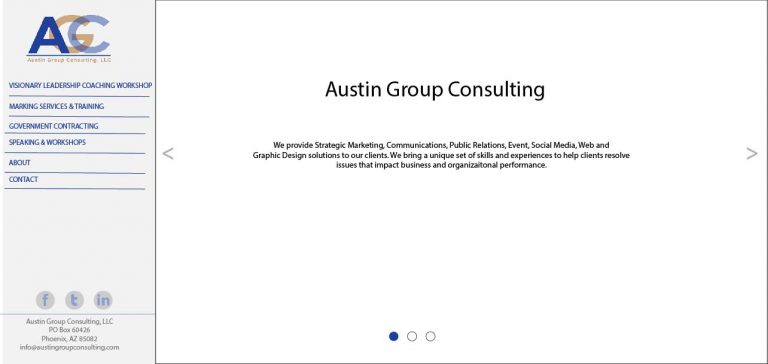 AGC
Austin Group Consulting, LLC
VISIONARY LEADERSHIP COACHING WORKSHOP
MARKING SERVICES & TRAINING
GOVERNMENT CONTRACTING
SPEAKING & WORKSHOPS
ABOUT
CONTACT
f t in
Austin Group Consulting, LLC
PO Box 60426
Phoenix, AZ 85082
info@austingroupconsulting.com
<
Austin Group Consulting
We provide Strategic Marketing, Communications, Public Relations, Event, Social Media, Web and
Graphic Design solutions to our clients. We bring a unique set of skills and experiences to help clients resolve
issues that impact business and organizaitonal performance.
>